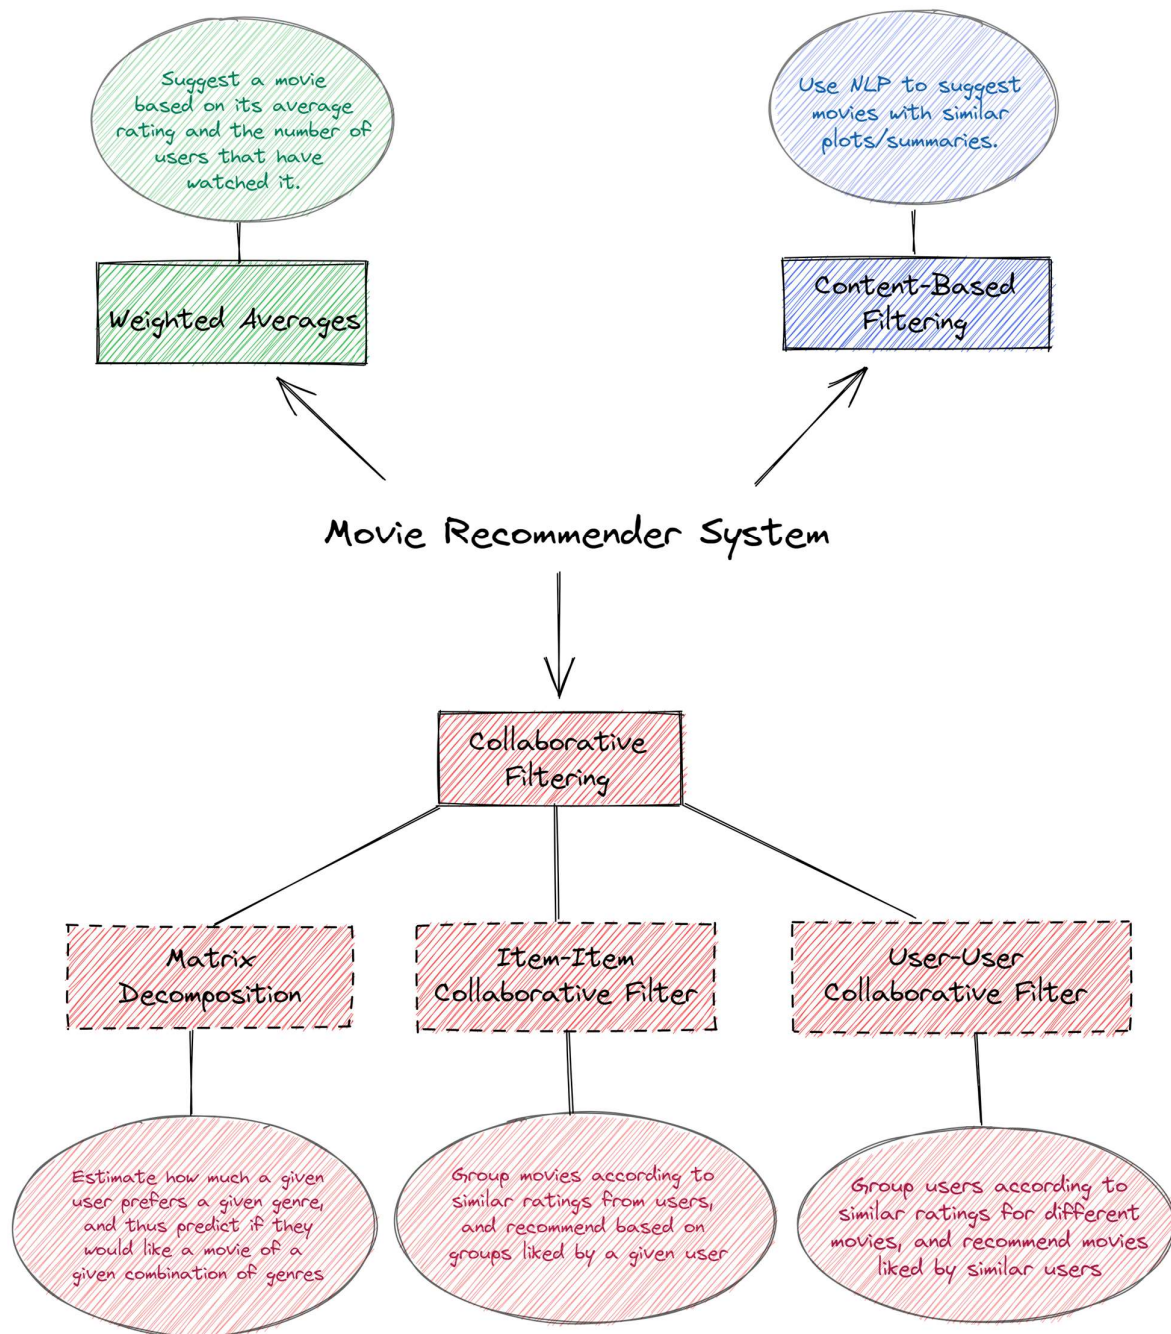 Suggest a movie
based on its average
rating and the number of
users that have
watched it.
Weighted Averages
Use NLP to suggest
movies with similar
plots/summaries.
Content-Based
Filtering
Movie Recommender System
Collaborative
Filtering
Matrix
Decomposition
Item-Item
Collaborative Filter
User-User
Collaborative Filter
Estimate how much a given
user prefers a given genre,
and thus predict if they
would like a movie of a
given combination of genres
Group movies according to
similar ratings from users,
and recommend based on
groups liked by a given user
Group users according to
similar ratings for different
movies, and recommend movies
liked by similar users